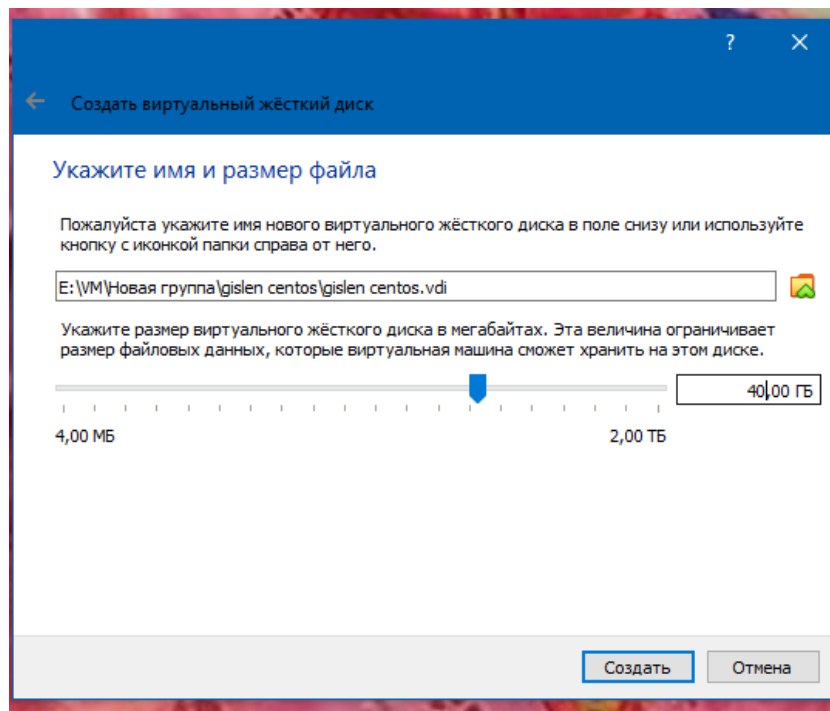 ?
Создать виртуальный жёсткий диск
Укажите имя и размер файла
Пожалуйста укажите имя нового виртуального жёсткого диска в поле снизу или используйте
кнопку с иконкой папки справа от него.
E:\VM\Новая группа\gislen centos\gislen centos.vdi
Укажите размер виртуального жёсткого диска в мегабайтах. Эта величина ограничивает
размер файловых данных, которые виртуальная машина сможет хранить на этом диске.
40,00 ГБ
4,00 МБ 2,00 ТБ
Создать Отмена